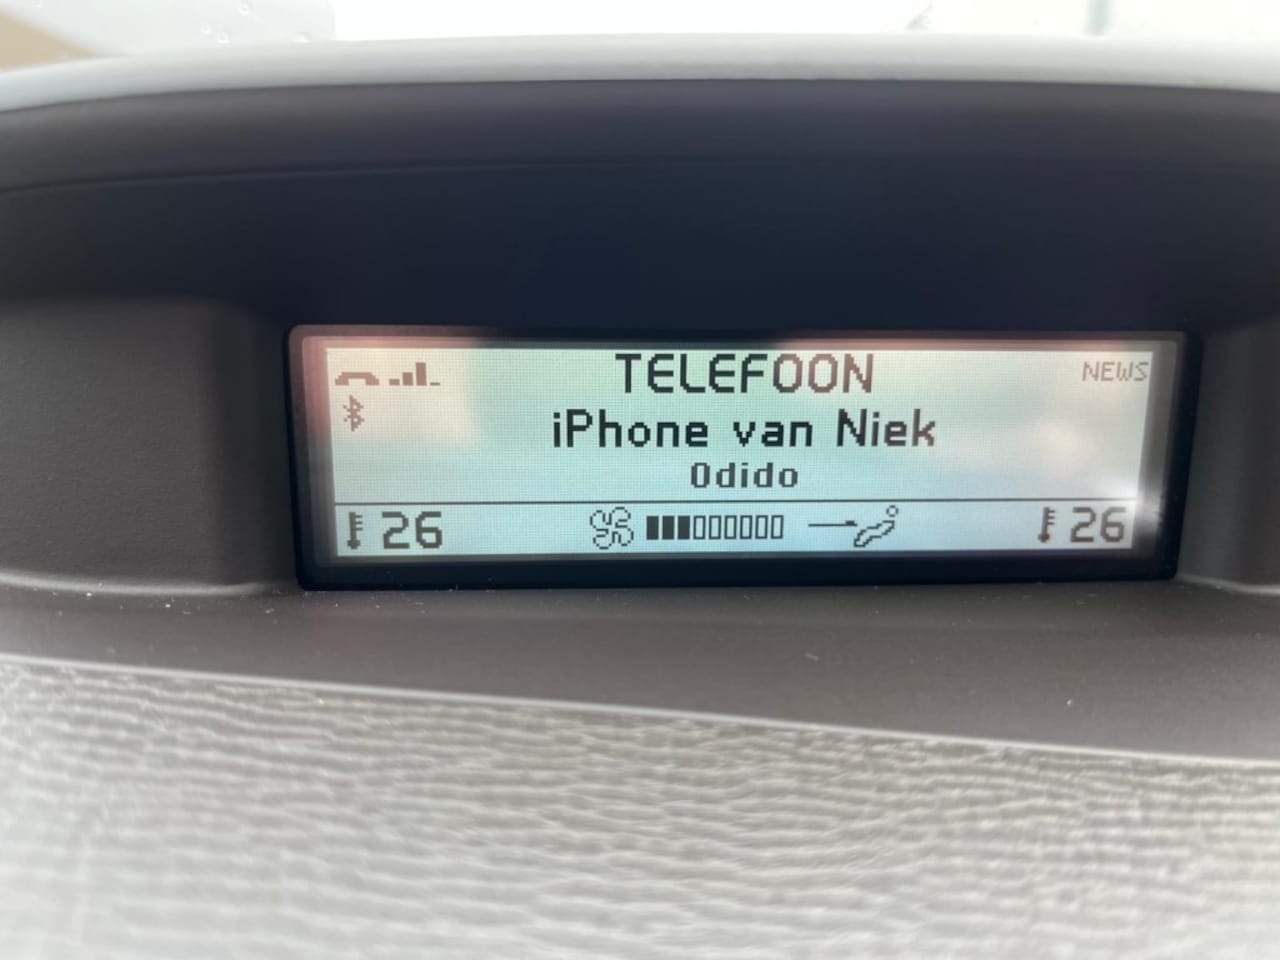 TELEFOON
NEWS
iPhone van Niek
Odido
26
26